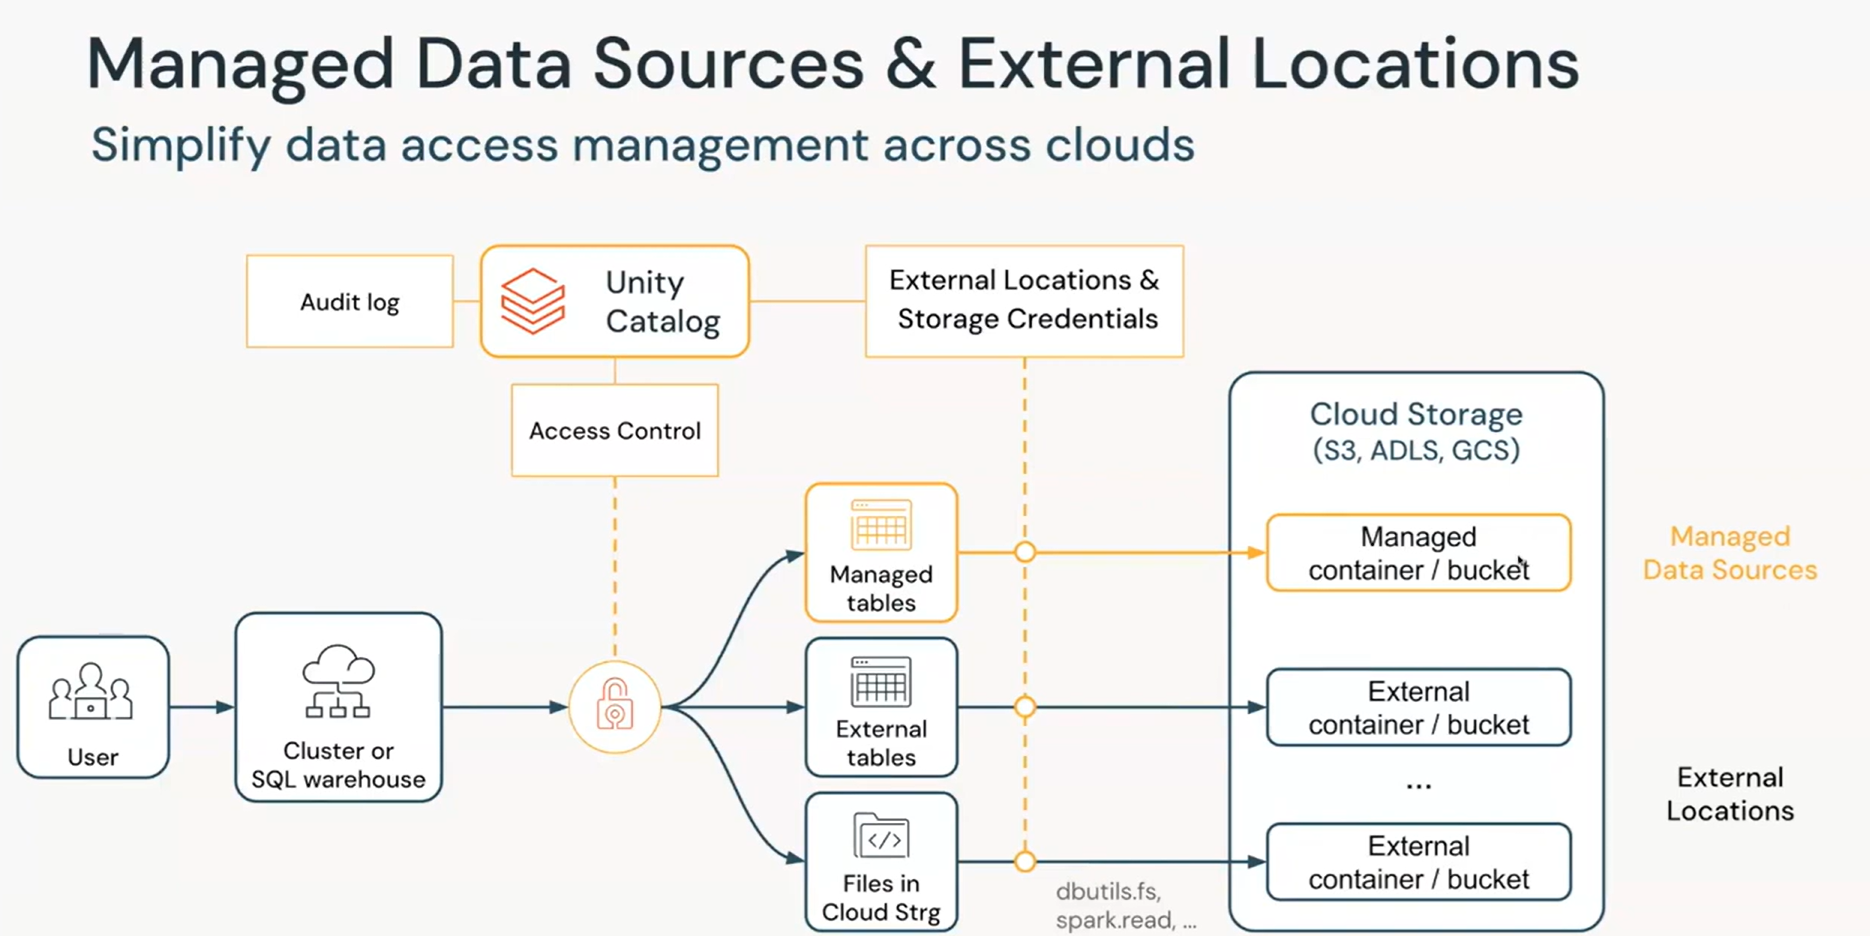 Managed Data Sources & External Locations
Simplify data access management across clouds
Audit log
Unity
Catalog
External Locations &
Storage Credentials
Access Control
Cloud Storage
(S3, ADLS, GCS)
Managed
tables
Managed
container / bucket
Managed
Data Sources
User
Cluster or
SQL warehouse
External
tables
External
container / bucket
...
External
Locations
Files in
Cloud Strg
dbutils.fs,
spark.read, ...
External
container / bucket